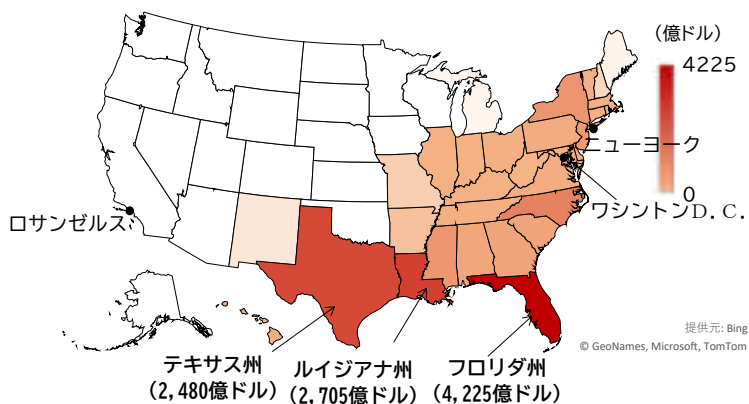 (億ドル)
4225
0
ニューヨーク
ワシントンD.C.
ロサンゼルス
テキサス州
(2,480億ドル)
ルイジアナ州
(2,705億ドル)
フロリダ州
(4,225億ドル)
提供元: Bing
© GeoNames, Microsoft, TomTom